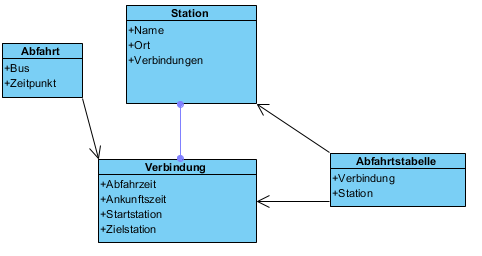 Station
+Name
+Ort
+Verbindungen
Abfahrt
+Bus
+Zeitpunkt
Verbindung
+Abfahrzeit
+Ankunftszeit
+Startstation
+Zielstation
Abfahrtstabelle
+Verbindung
+Station